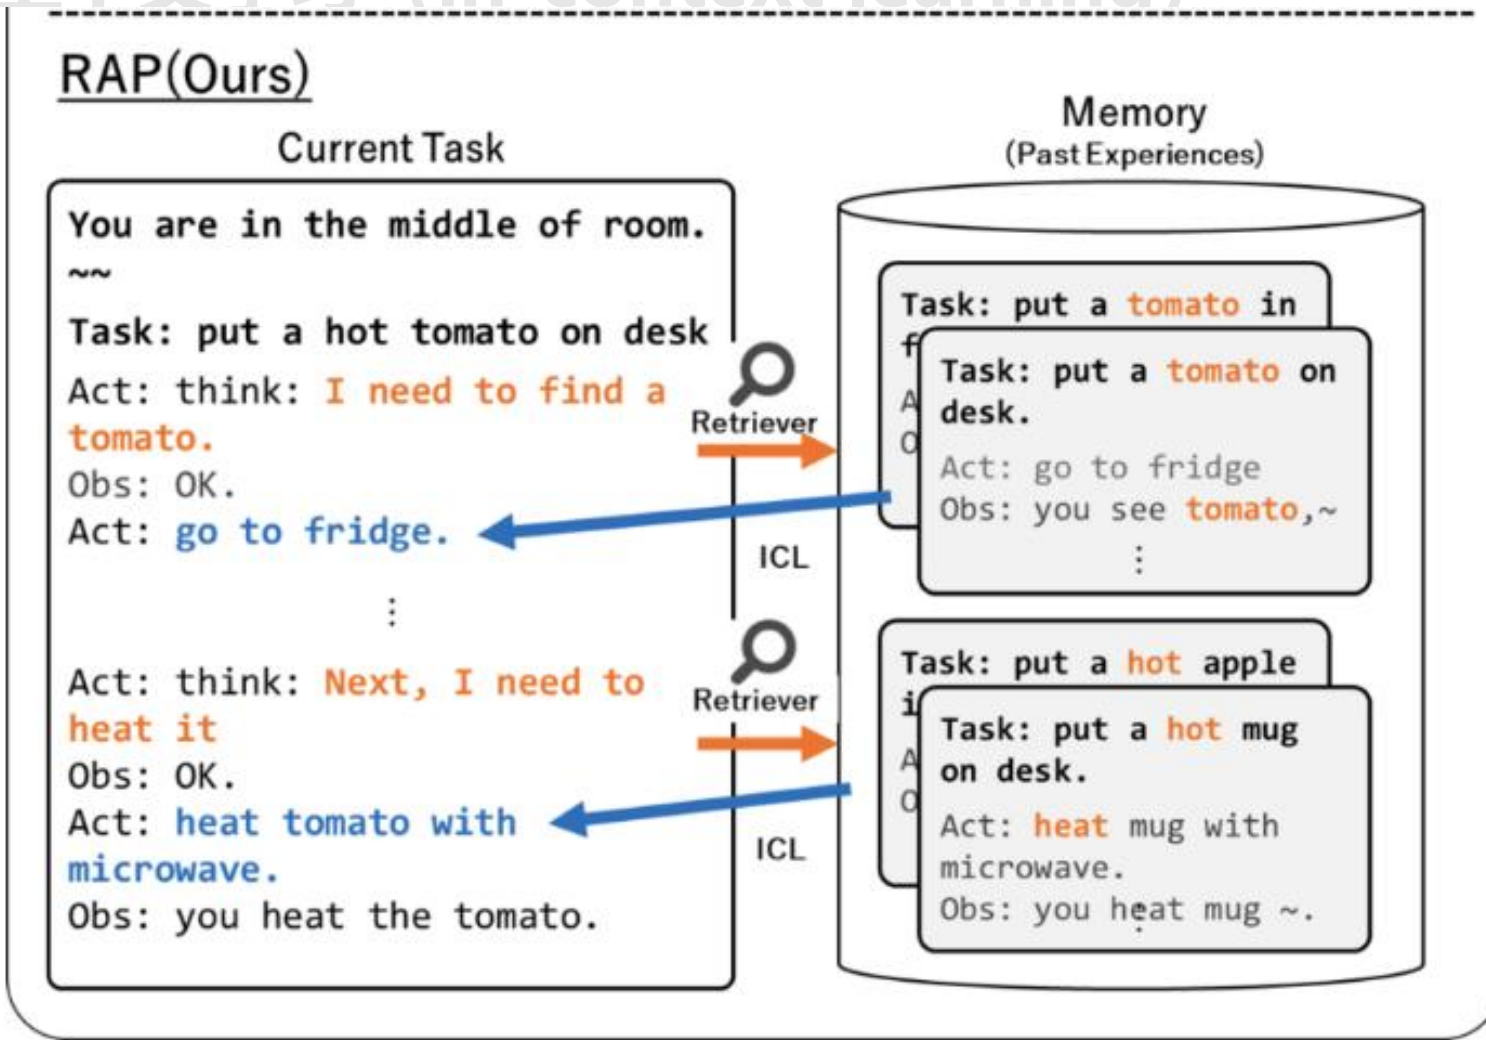 (in context learning)
RAP(Ours)
Current Task
You are in the middle of room.
~~
Task: put a hot tomato on desk
Act: think: I need to find a
tomato.
Obs: OK.
Act: go to fridge.
⋮
Act: think: Next, I need to
heat it
Obs: OK.
Act: heat tomato with
microwave.
Obs: you heat the tomato.
Retriever
ICL
Retriever
ICL
Memory
(Past Experiences)
Task: put a tomato in
f
A
O
Task: put a tomato on
desk.
Act: go to fridge
Obs: you see tomato,~
⋮
Task: put a hot apple
i
A
O
Task: put a hot mug
on desk.
Act: heat mug with
microwave.
Obs: you heat mug ~.